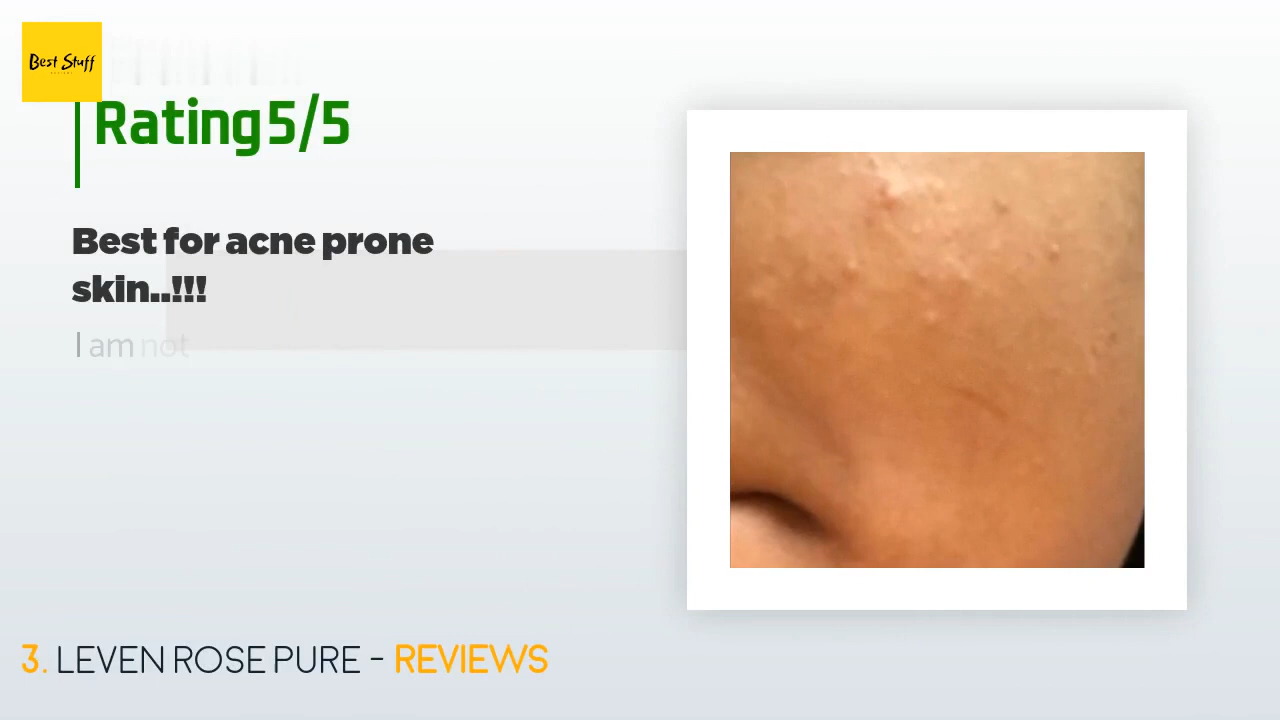 Best Stuff
Rating 5/5
Best for acne prone
skin..!!!
I am not
3. LEVEN ROSE PURE - REVIEWS